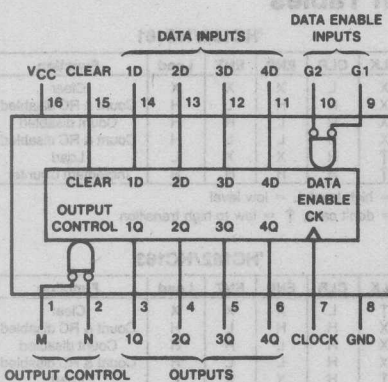 DATA ENABLE
DATA INPUTS INPUTS
VCC CLEAR 1D 2D 3D 4D G2 G1
16 15 14 13 12 11 10 9
CLEAR 1D 2D 3D 4D DATA
ENABLE
OUTPUT CK
CONTROL 1Q 2Q 3Q 4Q
1 2 3 4 5 6 7 8
M N 1Q 2Q 3Q 4Q CLOCK GND
OUTPUT CONTROL OUTPUTS